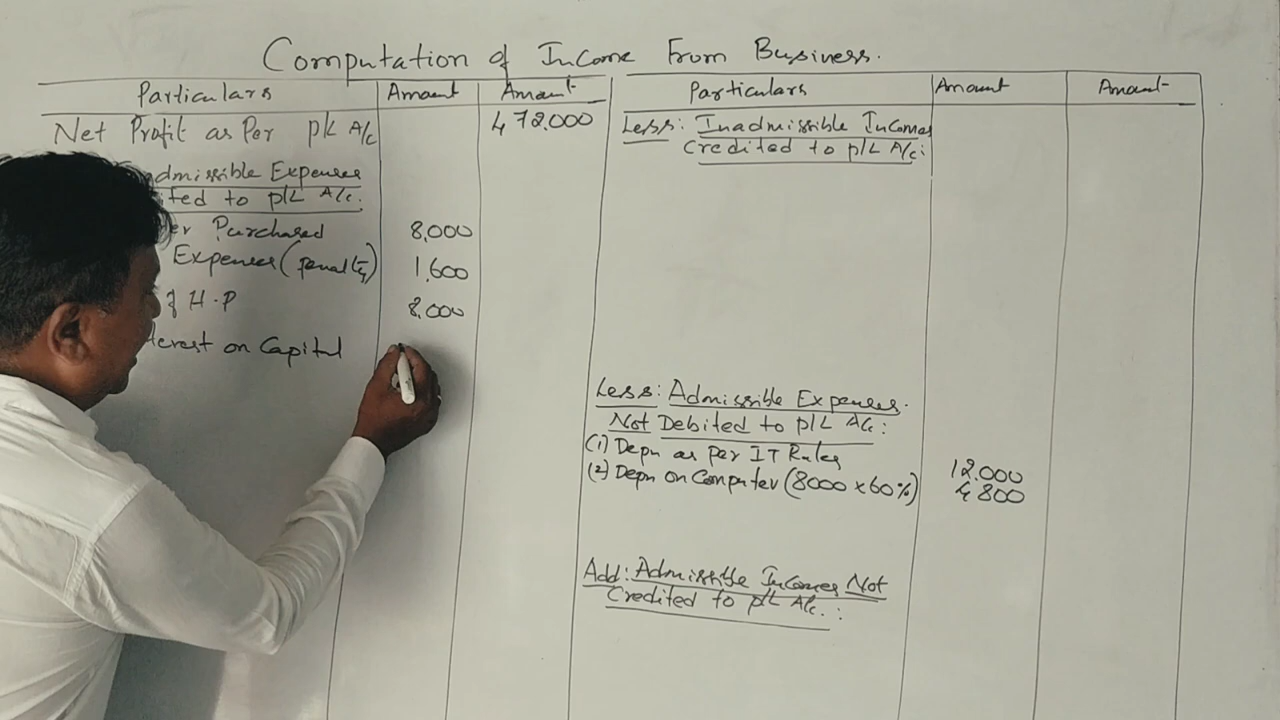 Computation of Income From Business.
Particulars Amount Amount
Net Profit as Per P/L A/c 4 72.000
admissible Expenses
ited to P/L A/c.
er Purchased 8,000
Expenses (Penalty) 1,600
of H.P 8,000
terest on Capital
Particulars Amount Amount
Less: Inadmissible Incomes
Credited to P/L A/c:
Less: Admissible Expenses.
Not Debited to P/L A/c:
(1) Depn as per IT Rules 12.000
(2) Depn on Computer (8000 x 60%) 4 800
Add: Admissible Incomes Not
Credited to P/L A/c. :